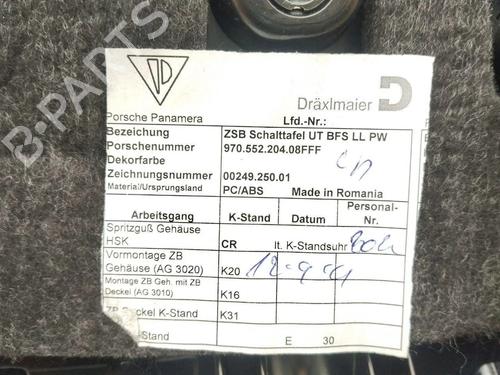 B-PARTS
Porsche Panamera
Dräxlmaier D
Lfd.-Nr.:
Bezeichnung ZSB Schalttafel UT BFS LL PW
Porschenummer 970.552.204.08FFF
Dekorfarbe
Zeichnungsnummer 00249.250.01
Material/Ursprungsland PC/ABS Made in Romania
Arbeitsgang K-Stand Datum Personal-
Nr.
Spritzguß Gehäuse
HSK CR lt. K-Standsuhr
Vormontage ZB
Gehäuse (AG 3020) K20
Montage ZB Geh. mit ZB
Deckel (AG 3010) K16
K-Stand K31
Stand E 30